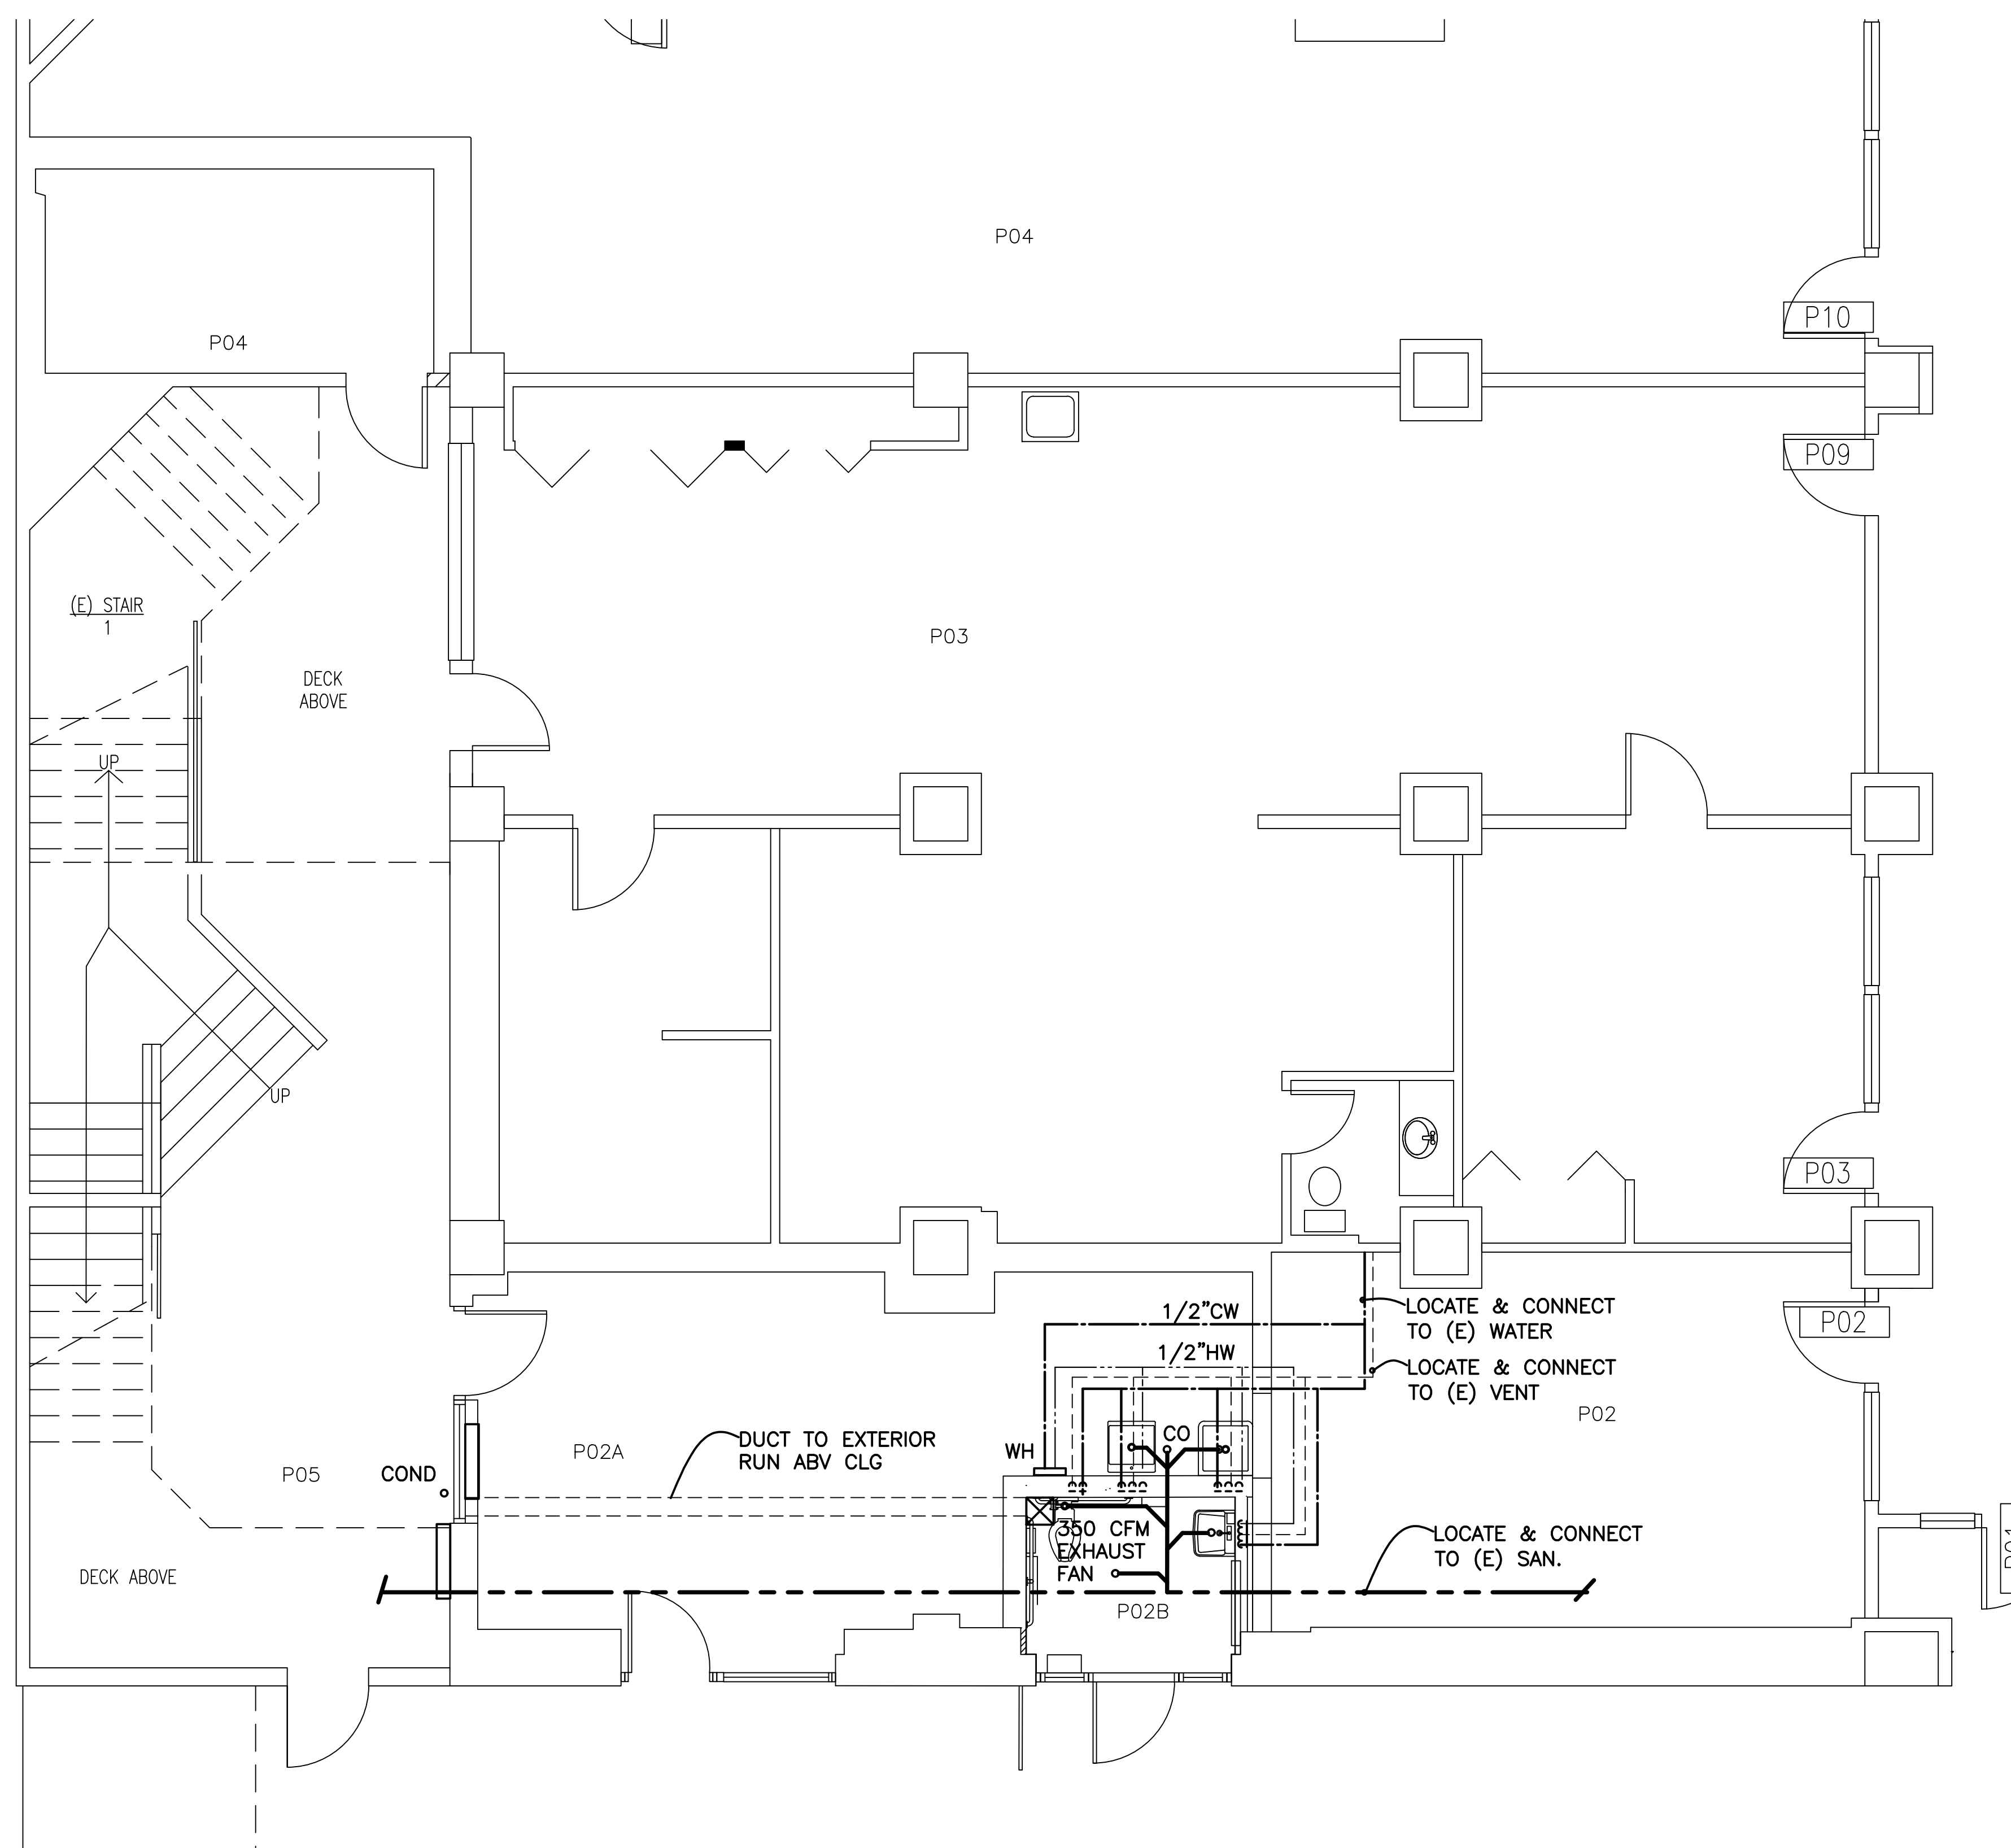 P04
P10
P04
P09
(E) STAIR
1
P03
DECK
ABOVE
UP
UP
P03
1/2"CW
LOCATE & CONNECT
TO (E) WATER
P02
1/2"HW
LOCATE & CONNECT
TO (E) VENT
P02
DUCT TO EXTERIOR
RUN ABV CLG
CO
WH
P02A
COND
P05
350 CFM
EXHAUST
FAN
LOCATE & CONNECT
TO (E) SAN.
DECK ABOVE
P02B
P01